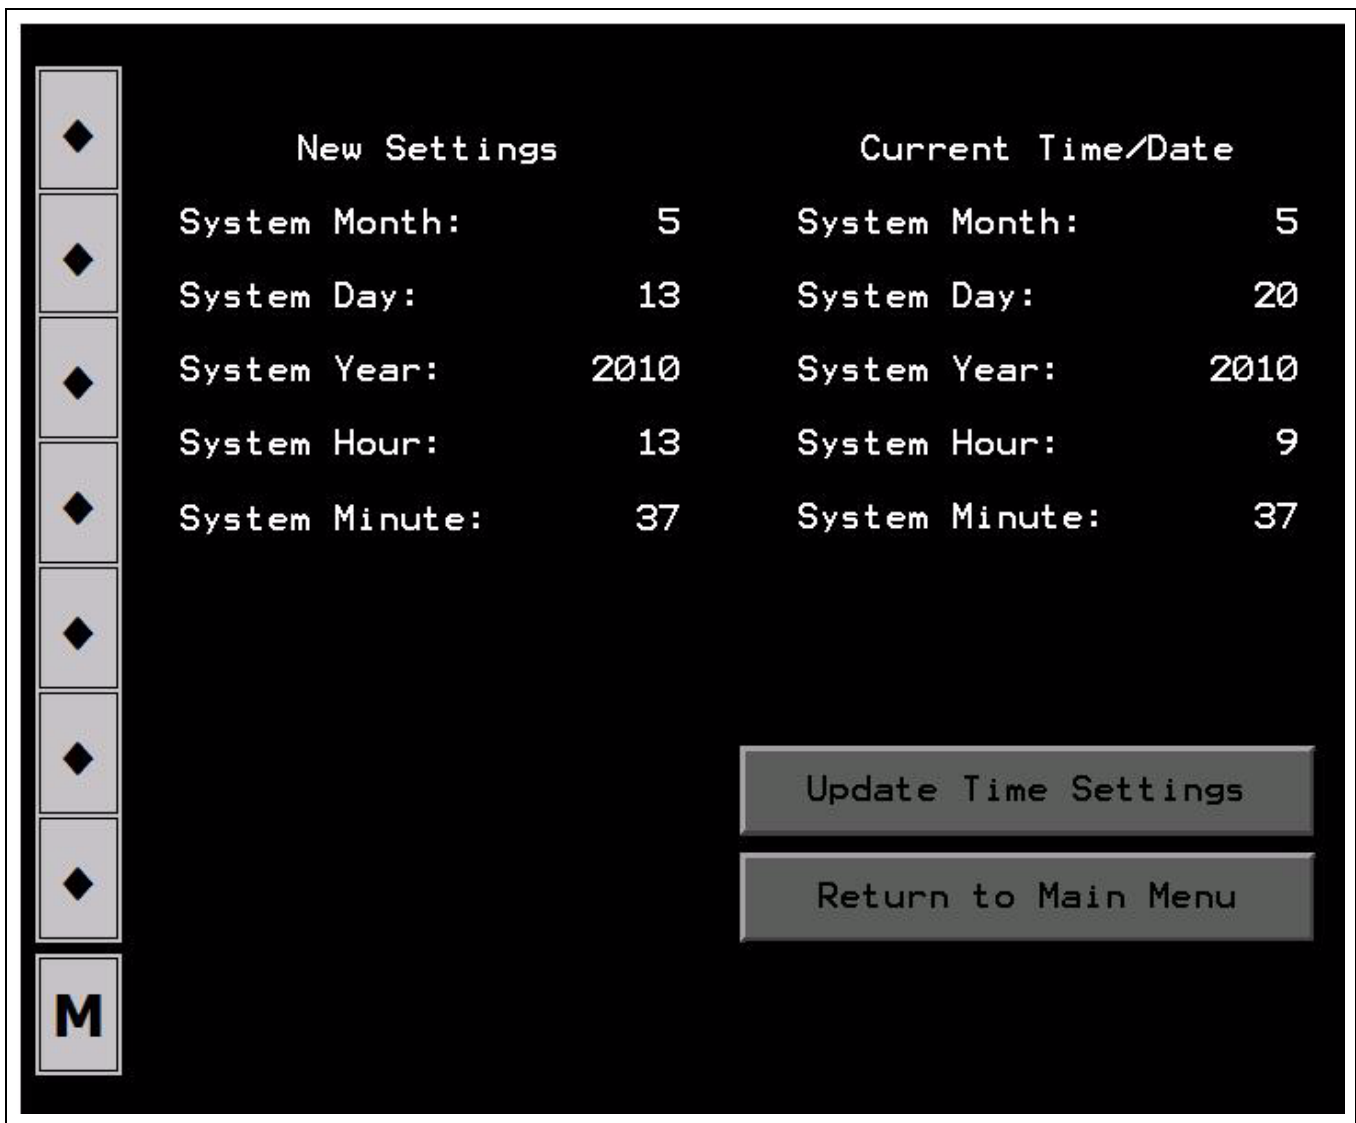 New Settings Current Time/Date
System Month: 5 System Month: 5
System Day: 13 System Day: 20
System Year: 2010 System Year: 2010
System Hour: 13 System Hour: 9
System Minute: 37 System Minute: 37
Update Time Settings
Return to Main Menu
M